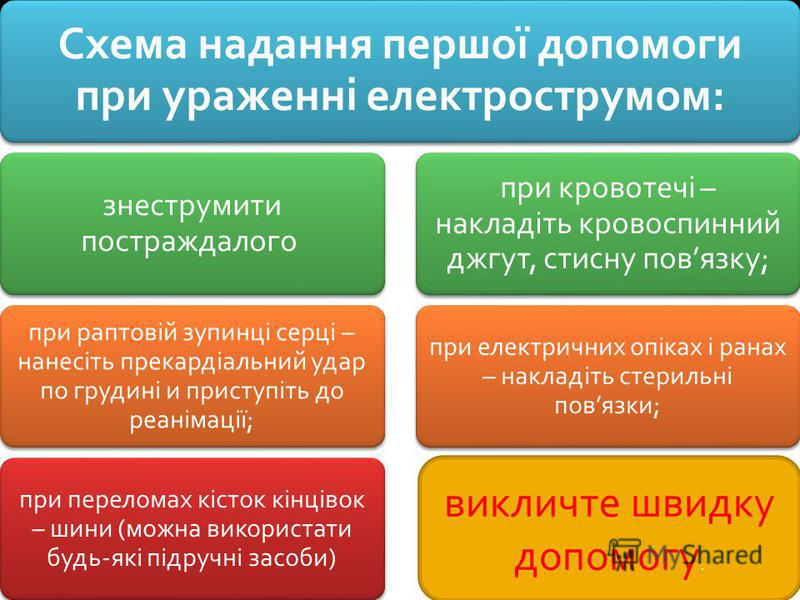 Схема надання першої допомоги
при ураженні електрострумом:
знеструмити
постраждалого
при кровотечі –
накладіть кровоспинний
джгут, стисну пов’язку;
при раптовій зупинці серці –
нанесіть прекардіальний удар
по грудині и приступіть до
реанімації;
при електричних опіках і ранах
– накладіть стерильні
пов’язки;
при переломах кісток кінцівок
– шини (можна використати
будь-які підручні засоби)
викличте швидку
допомогу.
MyShared